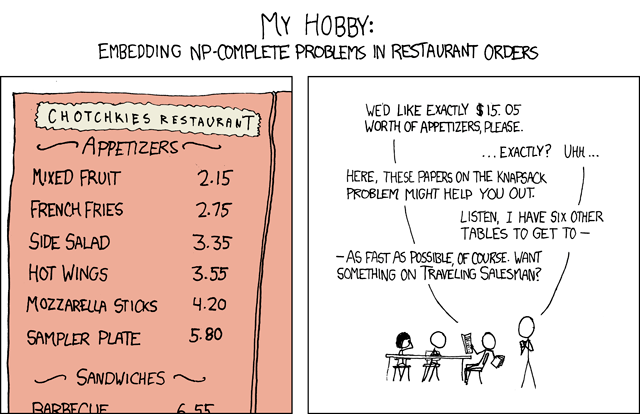 MY HOBBY:
EMBEDDING NP-COMPLETE PROBLEMS IN RESTAURANT ORDERS
CHOTCHKIES RESTAURANT
APPETIZERS
MIXED FRUIT 2.15
FRENCH FRIES 2.75
SIDE SALAD 3.35
HOT WINGS 3.55
MOZZARELLA STICKS 4.20
SAMPLER PLATE 5.80
SANDWICHES
BARBECUE 6.55
WE'D LIKE EXACTLY $15.05
WORTH OF APPETIZERS, PLEASE.
...EXACTLY? UHH...
HERE, THESE PAPERS ON THE KNAPSACK
PROBLEM MIGHT HELP YOU OUT.
LISTEN, I HAVE SIX OTHER
TABLES TO GET TO —
—AS FAST AS POSSIBLE, OF COURSE. WANT
SOMETHING ON TRAVELING SALESMAN?